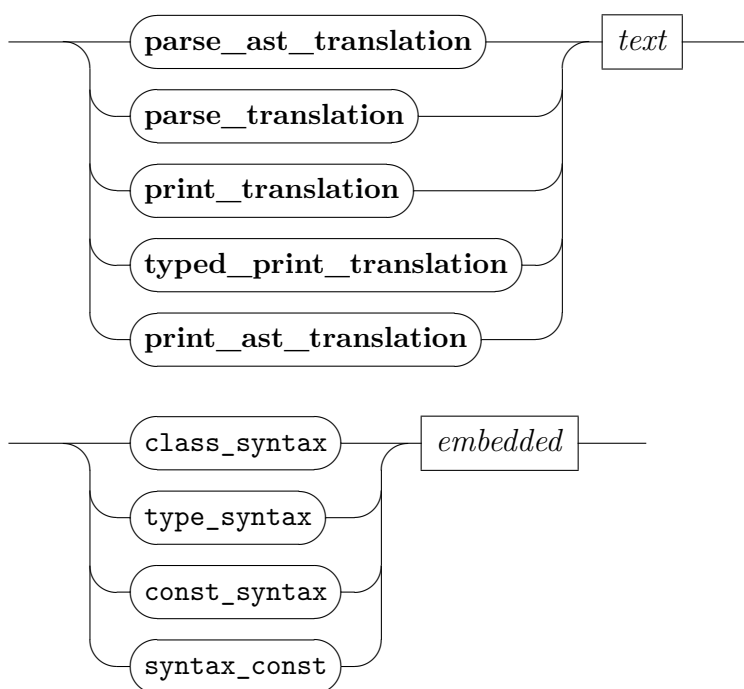 parse_ast_translation text
parse_translation
print_translation
typed_print_translation
print_ast_translation
class_syntax embedded
type_syntax
const_syntax
syntax_const